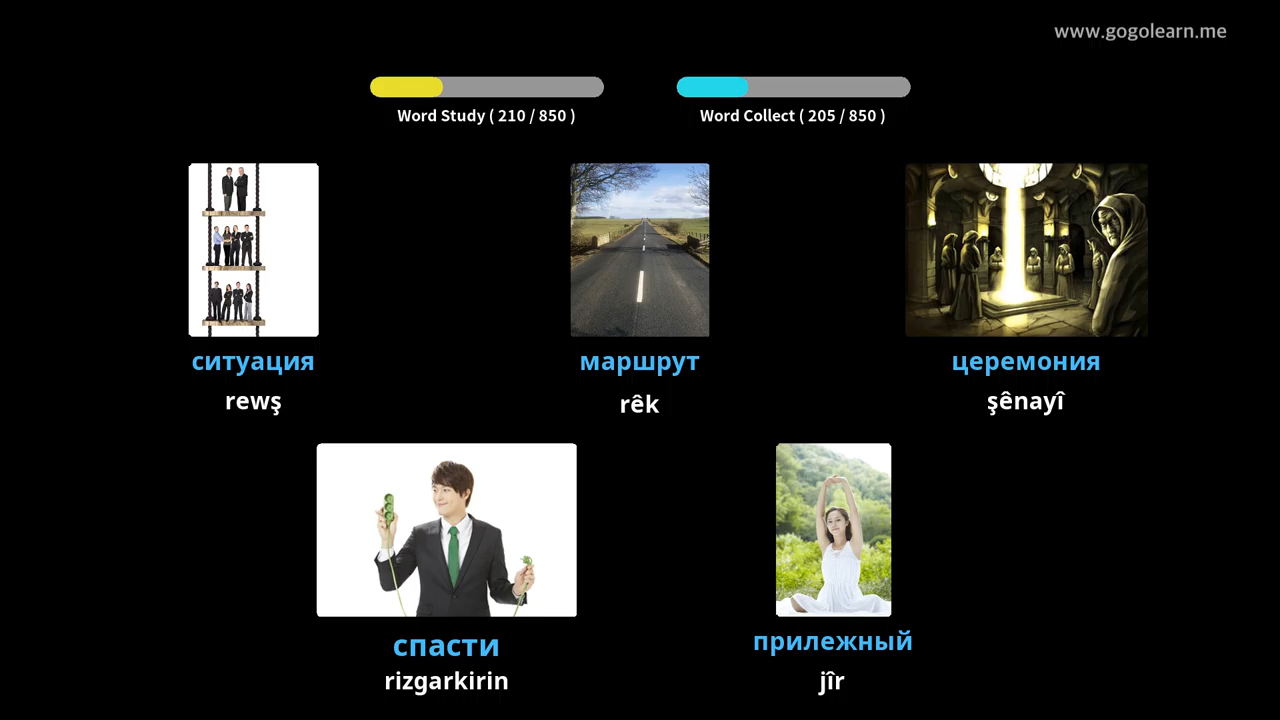 www.gogolearn.me
Word Study ( 210 / 850 )
Word Collect ( 205 / 850 )
ситуация
rewş
маршрут
rêk
церемония
şênayî
спасти
rizgarkirin
прилежный
jîr